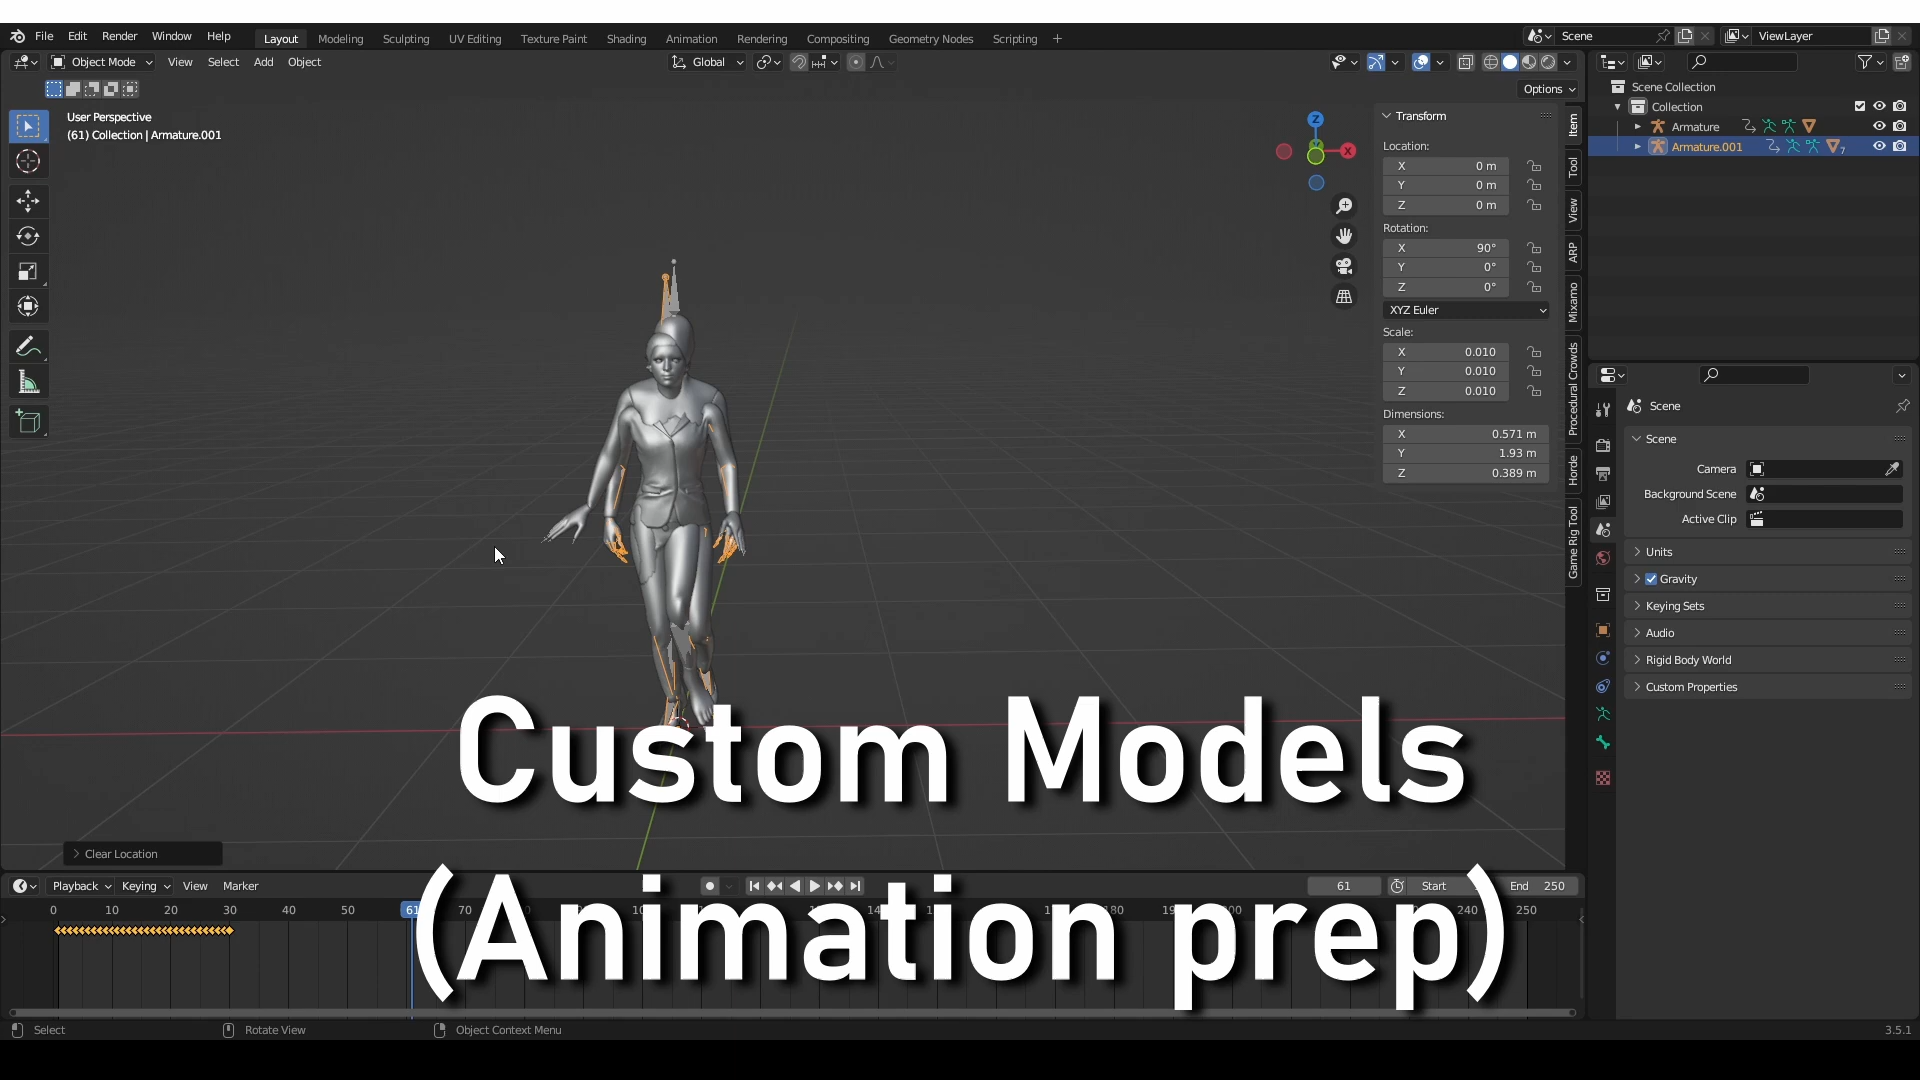 File Edit Render Window Help Layout Modeling Sculpting UV Editing Texture Paint Shading Animation Rendering Compositing Geometry Nodes Scripting + Scene ViewLayer
Object Mode View Select Add Object Global
Options
User Perspective
(61) Collection | Armature.001
Z
X
Transform
Location:
X 0 m
Y 0 m
Z 0 m
Rotation:
X 90°
Y 0°
Z 0°
XYZ Euler
Scale:
X 0.010
Y 0.010
Z 0.010
Dimensions:
X 0.571 m
Y 1.93 m
Z 0.389 m
Item
Tool
View
ARP
Mixamo
Procedural Crowds
Horde
Game Rig Tool
Scene Collection
Collection
Armature
Armature.001 7
Scene
Scene
Camera
Background Scene
Active Clip
Units
Gravity
Keying Sets
Audio
Rigid Body World
Custom Properties
Custom Models
(Animation prep)
Clear Location
Playback Keying View Marker 61 Start End 250
0 10 20 30 40 50 61 70 180 200 240 250
Select Rotate View Object Context Menu 3.5.1